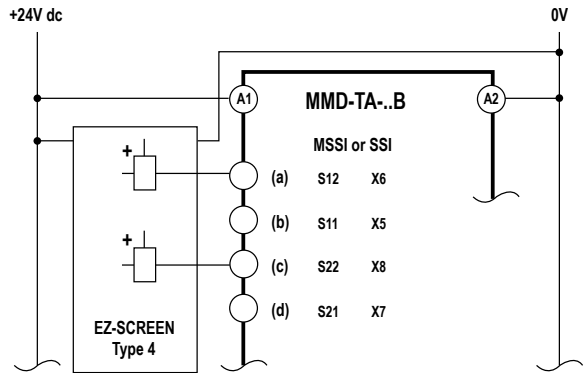 +24V dc
0V
A1
MMD-TA-..B
A2
MSSI or SSI
+
(a) S12 X6
(b) S11 X5
+
(c) S22 X8
(d) S21 X7
EZ-SCREEN
Type 4